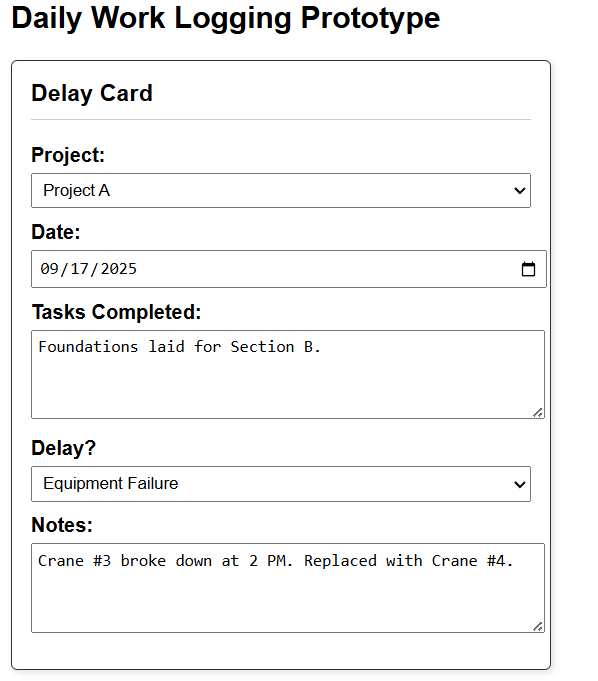 Daily Work Logging Prototype
Delay Card
Project:
Project A
Date:
09/17/2025
Tasks Completed:
Foundations laid for Section B.
Delay?
Equipment Failure
Notes:
Crane #3 broke down at 2 PM. Replaced with Crane #4.